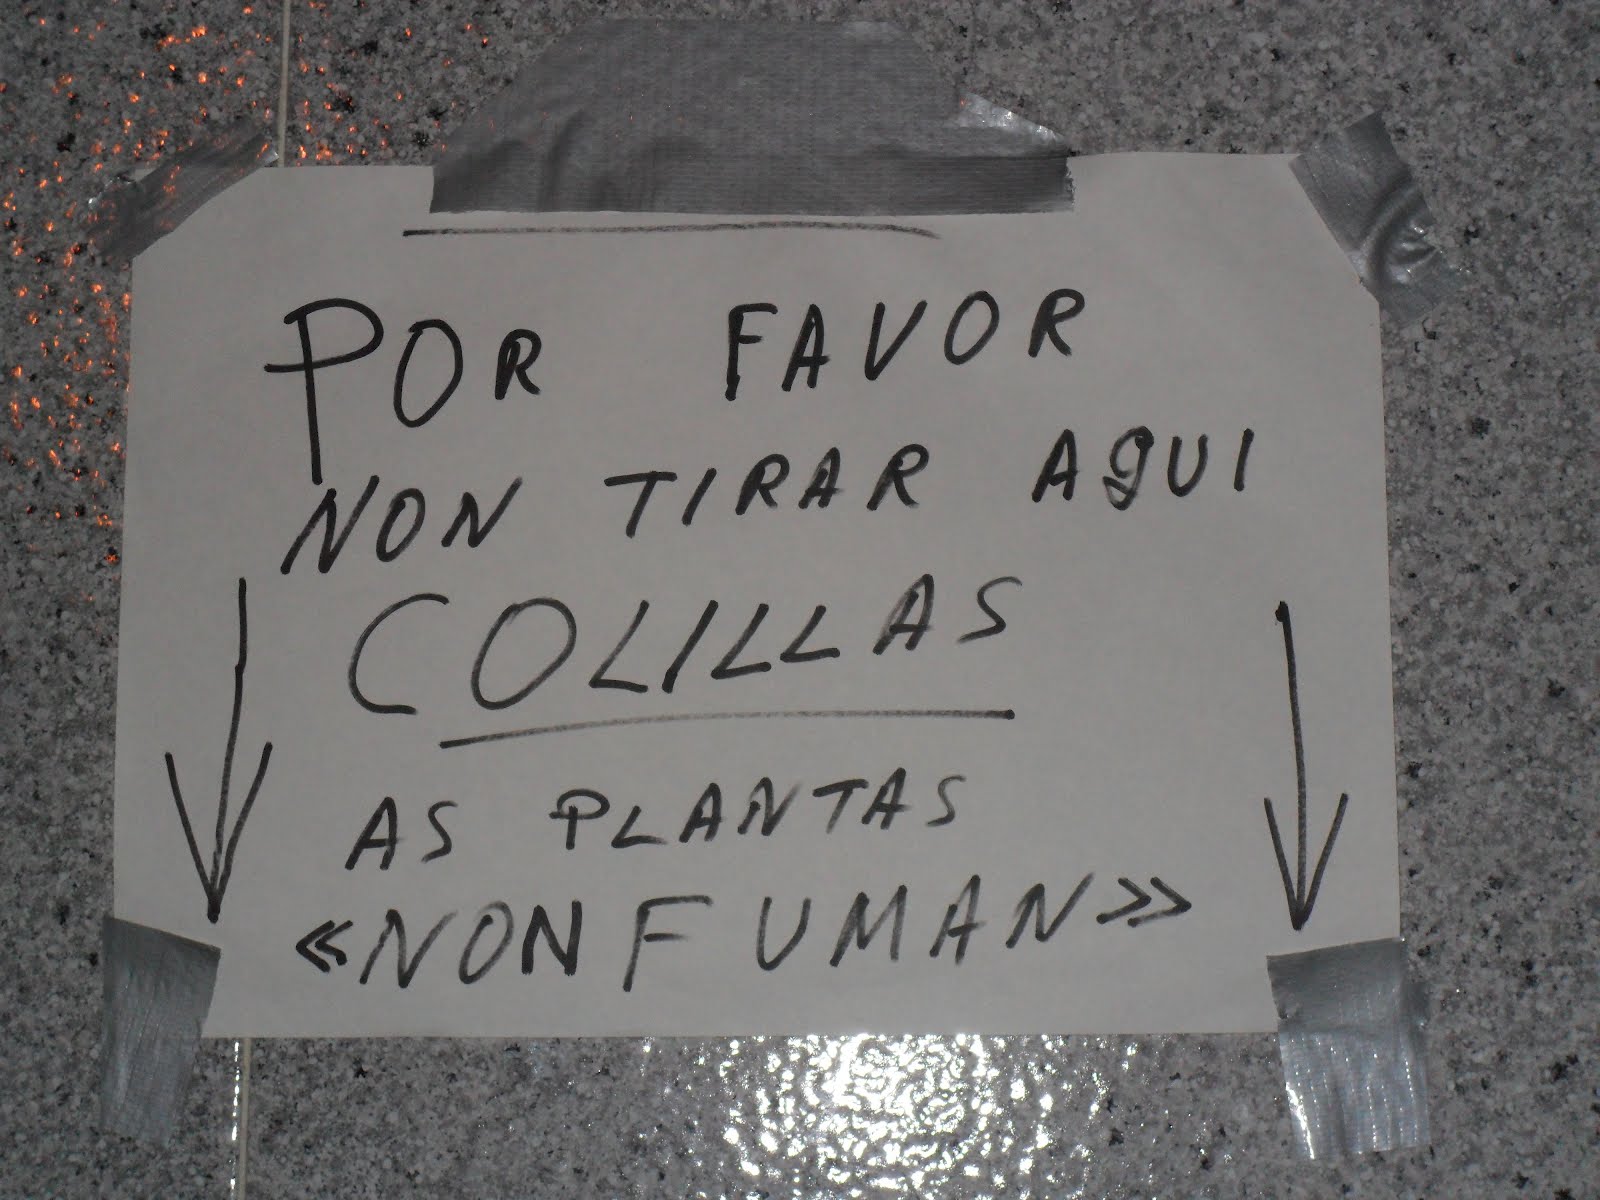 POR FAVOR
NON TIRAR AQUI
COLILLAS
AS PLANTAS
«NON FUMAN»